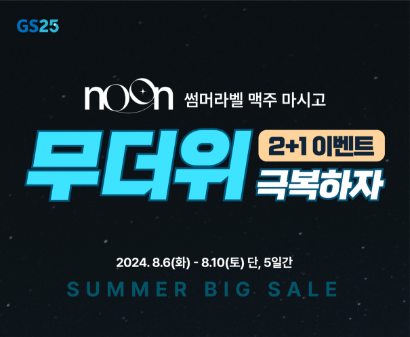 GS25
noon 썸머라벨 맥주 마시고
무더위 2+1 이벤트
극복하자
2024. 8.6(화) - 8.10(토) 단, 5일간
SUMMER BIG SALE